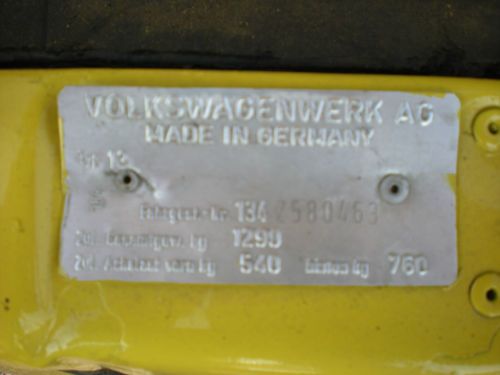 VOLKSWAGENWERK AG
MADE IN GERMANY
Typ 13
Fahrgest.-Nr. 134 2580463
Zul. Gesamtgew. kg 1290
Zul. Achslast vorn kg 540 hinten kg 760